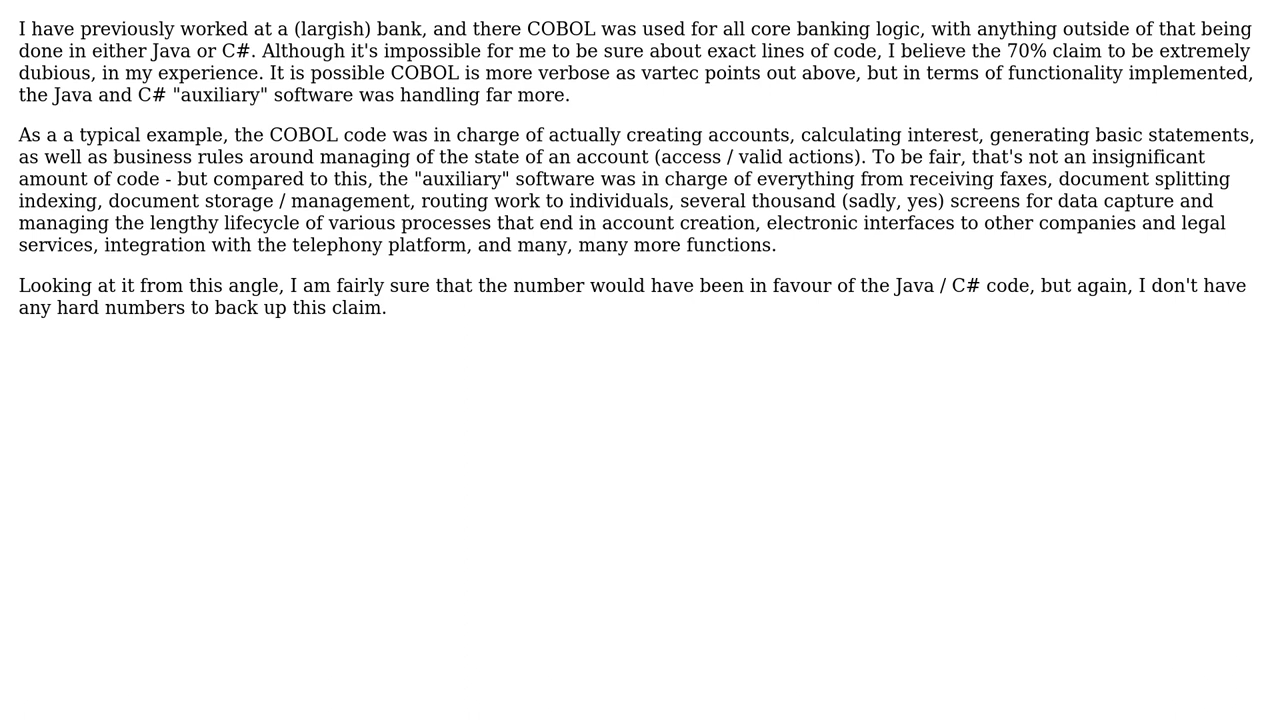 I have previously worked at a (largish) bank, and there COBOL was used for all core banking logic, with anything outside of that being
done in either Java or C#. Although it's impossible for me to be sure about exact lines of code, I believe the 70% claim to be extremely
dubious, in my experience. It is possible COBOL is more verbose as vartec points out above, but in terms of functionality implemented,
the Java and C# "auxiliary" software was handling far more.
As a a typical example, the COBOL code was in charge of actually creating accounts, calculating interest, generating basic statements,
as well as business rules around managing of the state of an account (access / valid actions). To be fair, that's not an insignificant
amount of code - but compared to this, the "auxiliary" software was in charge of everything from receiving faxes, document splitting
indexing, document storage / management, routing work to individuals, several thousand (sadly, yes) screens for data capture and
managing the lengthy lifecycle of various processes that end in account creation, electronic interfaces to other companies and legal
services, integration with the telephony platform, and many, many more functions.
Looking at it from this angle, I am fairly sure that the number would have been in favour of the Java / C# code, but again, I don't have
any hard numbers to back up this claim.